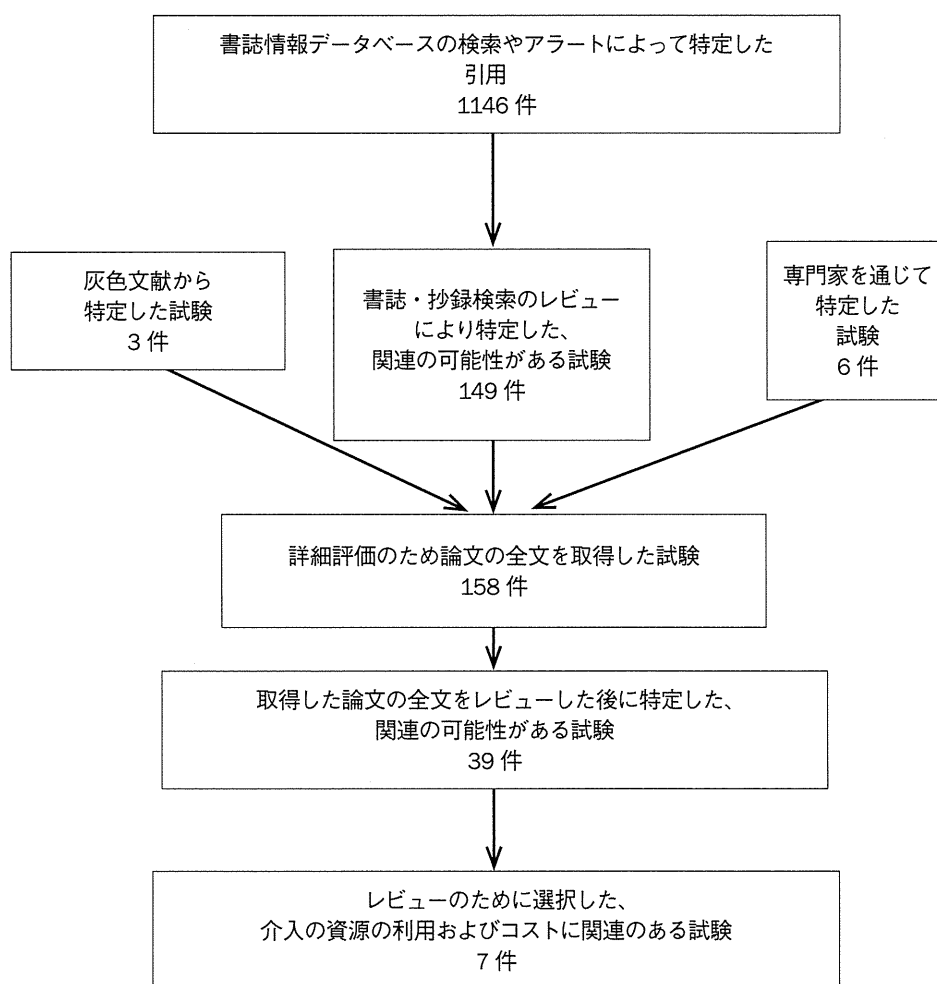 書誌情報データベースの検索やアラートによって特定した
引用
1146 件
灰色文献から
特定した試験
3 件
書誌・抄録検索のレビュー
により特定した、
関連の可能性がある試験
149 件
専門家を通じて
特定した
試験
6 件
詳細評価のため論文の全文を取得した試験
158 件
取得した論文の全文をレビューした後に特定した、
関連の可能性がある試験
39 件
レビューのために選択した、
介入の資源の利用およびコストに関連のある試験
7 件